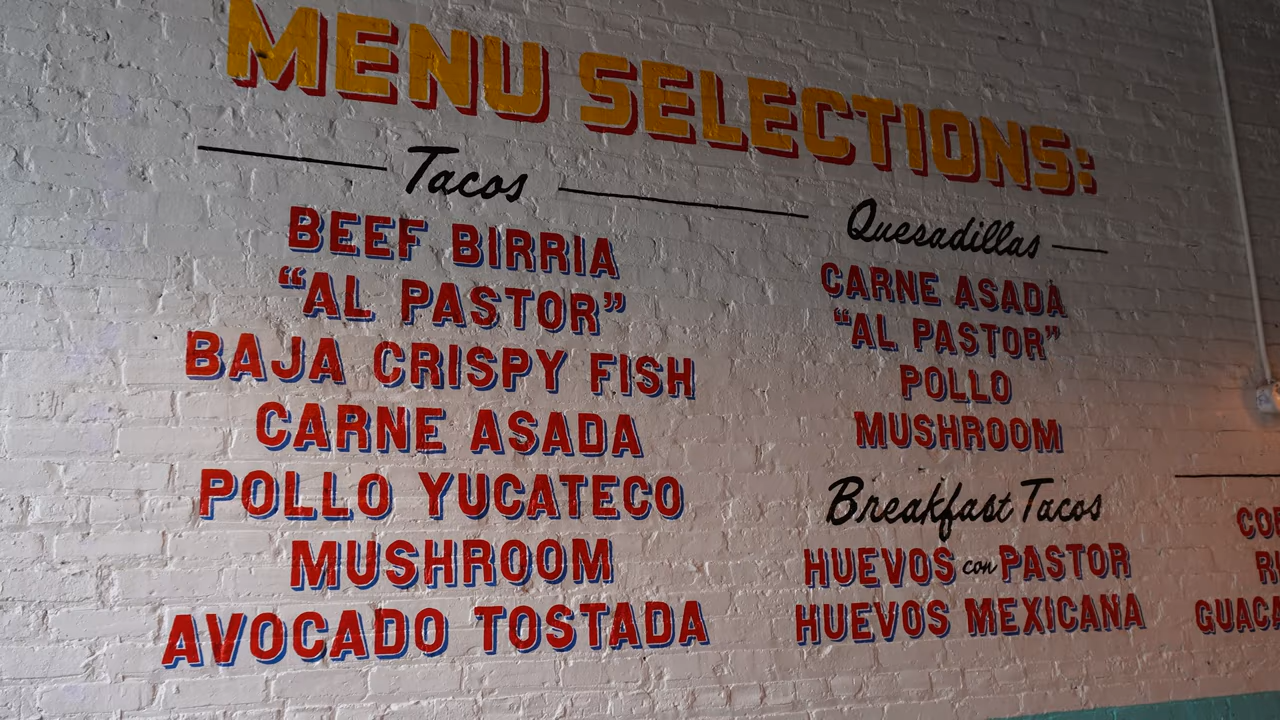 MENU SELECTIONS:
Tacos
BEEF BIRRIA
“AL PASTOR”
BAJA CRISPY FISH
CARNE ASADA
POLLO YUCATECO
MUSHROOM
AVOCADO TOSTADA
Quesadillas
CARNE ASADA
“AL PASTOR”
POLLO
MUSHROOM
Breakfast Tacos
HUEVOS con PASTOR
HUEVOS MEXICANA